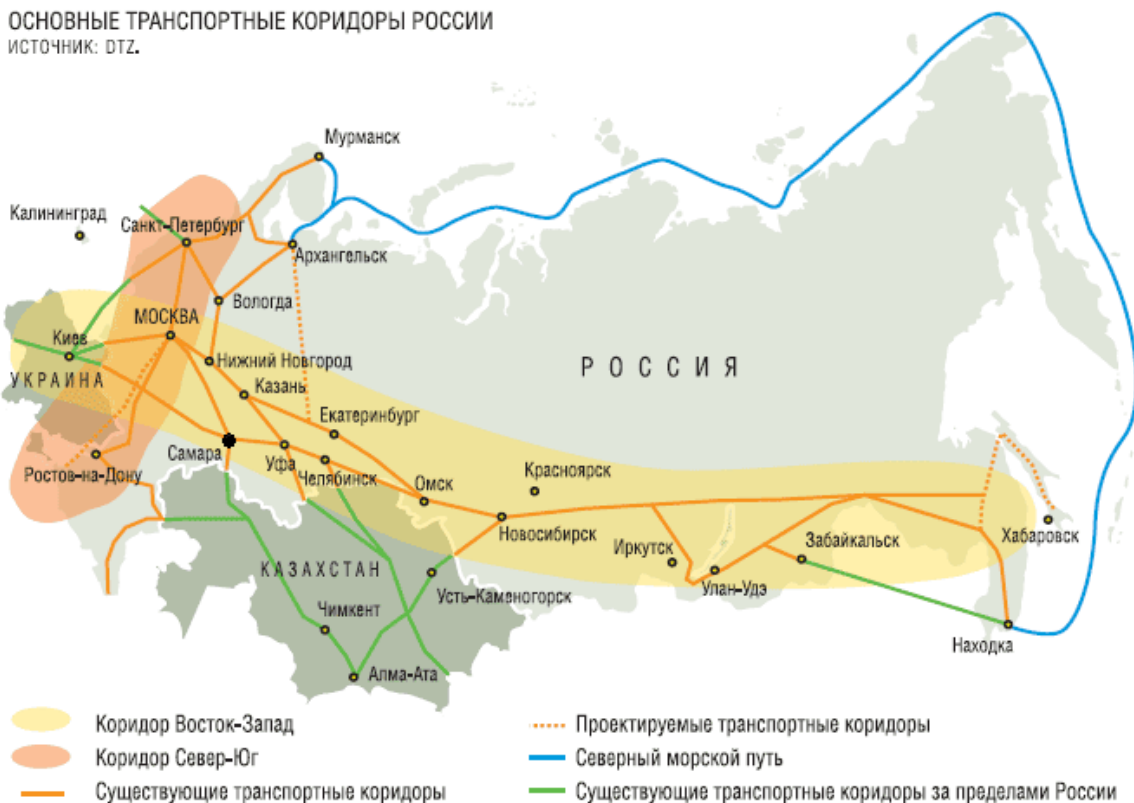 ОСНОВНЫЕ ТРАНСПОРТНЫЕ КОРИДОРЫ РОССИИ
ИСТОЧНИК: DTZ.
Мурманск
Калининград
Санкт-Петербург
Архангельск
Вологда
МОСКВА
Киев
Нижний Новгород
РОССИЯ
УКРАИНА
Казань
Екатеринбург
Самара
Уфа
Ростов-на-Дону
Челябинск
Омск
Красноярск
Новосибирск
Хабаровск
Иркутск
Забайкальск
КАЗАХСТАН
Усть-Каменогорск
Улан-Удэ
Чимкент
Находка
Алма-Ата
Коридор Восток-Запад
Коридор Север-Юг
Существующие транспортные коридоры
Проектируемые транспортные коридоры
Северный морской путь
Существующие транспортные коридоры за пределами России